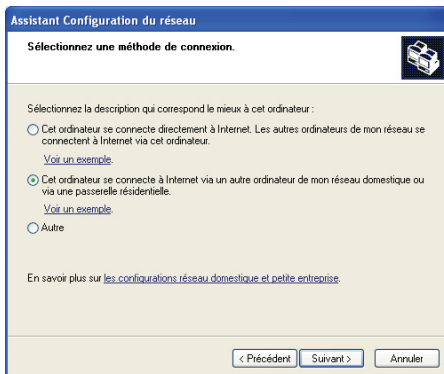 Assistant Configuration du réseau
Sélectionnez une méthode de connexion.
Sélectionnez la description qui correspond le mieux à cet ordinateur :
Cet ordinateur se connecte directement à Internet. Les autres ordinateurs de mon réseau se
connectent à Internet via cet ordinateur.
Voir un exemple.
Cet ordinateur se connecte à Internet via un autre ordinateur de mon réseau domestique ou
via une passerelle résidentielle.
Voir un exemple.
Autre
En savoir plus sur les configurations réseau domestique et petite entreprise.
< Précédent Suivant > Annuler